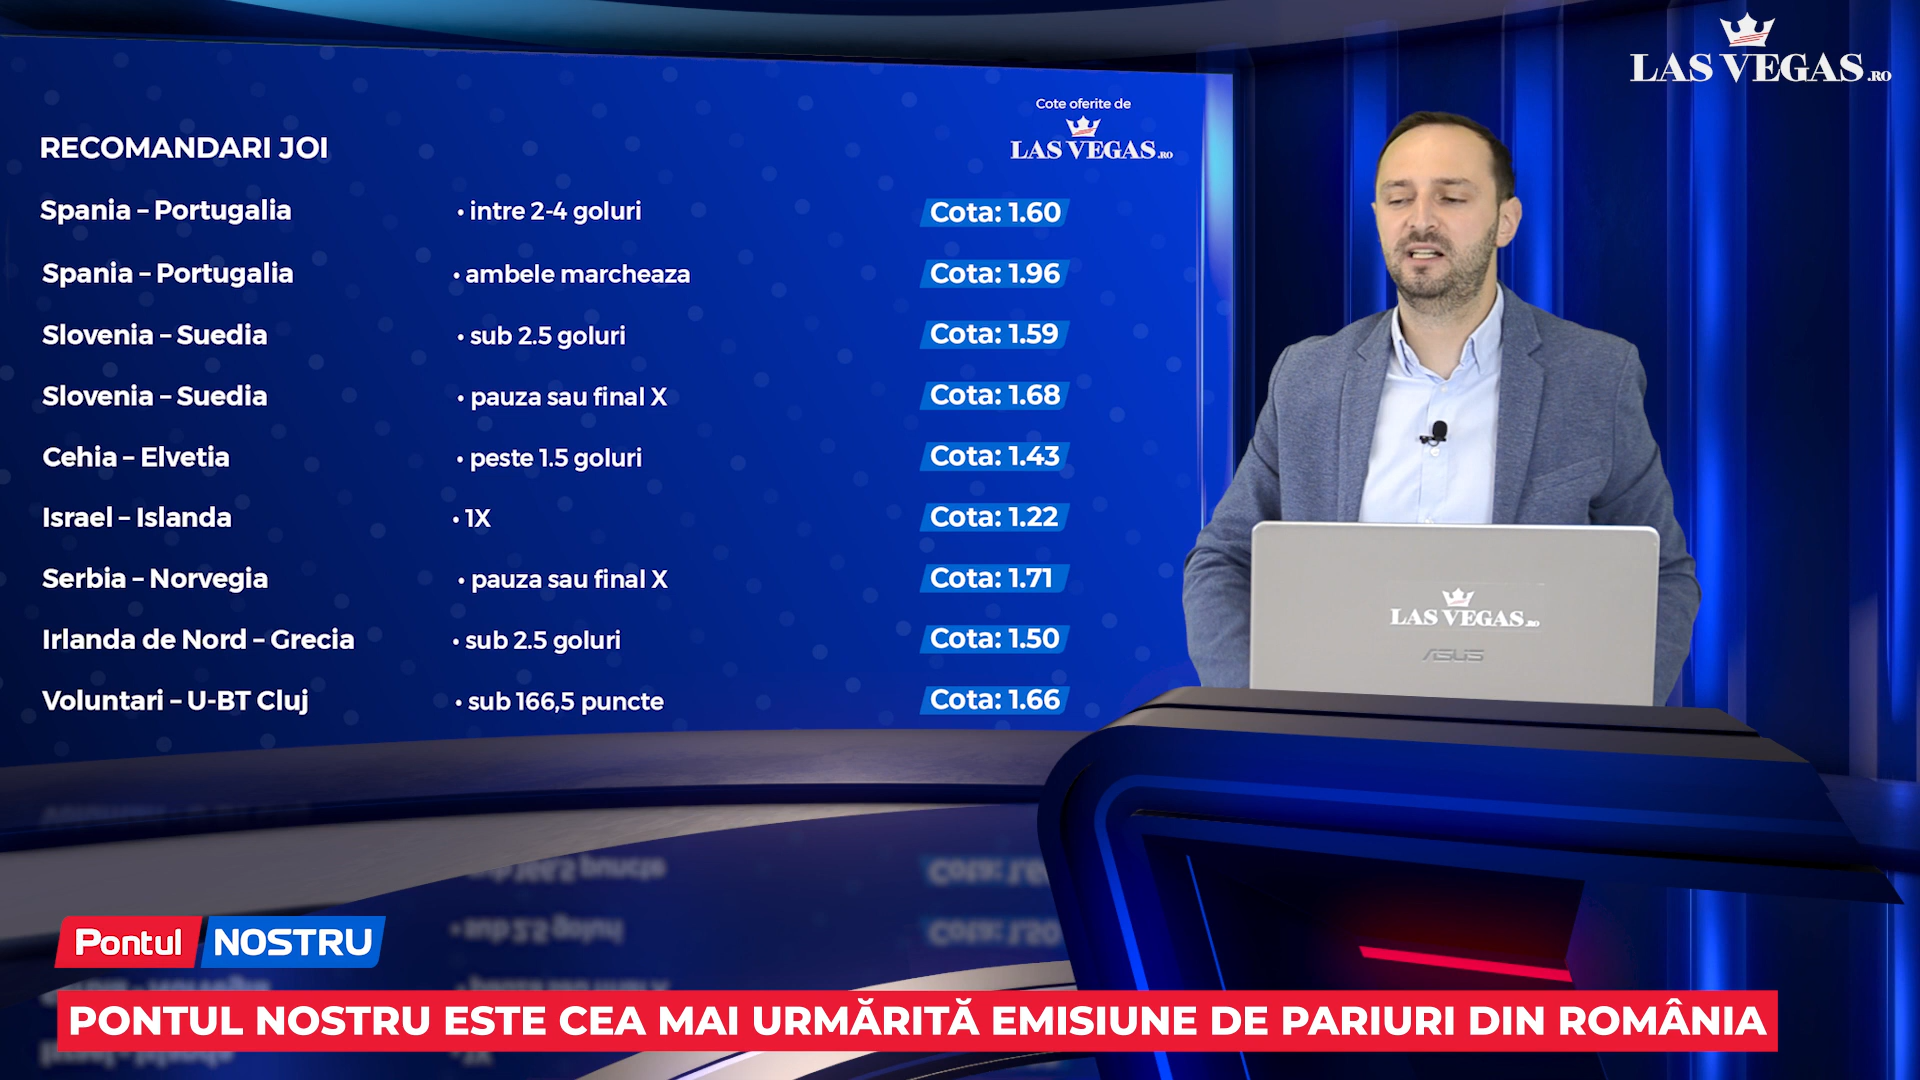 LAS VEGAS.RO
Cote oferite de
LAS VEGAS.RO
RECOMANDARI JOI
Spania – Portugalia • intre 2-4 goluri Cota: 1.60
Spania – Portugalia • ambele marcheaza Cota: 1.96
Slovenia – Suedia • sub 2.5 goluri Cota: 1.59
Slovenia – Suedia • pauza sau final X Cota: 1.68
Cehia – Elvetia • peste 1.5 goluri Cota: 1.43
Israel – Islanda • 1X Cota: 1.22
Serbia – Norvegia • pauza sau final X Cota: 1.71
Irlanda de Nord – Grecia • sub 2.5 goluri Cota: 1.50
Voluntari – U-BT Cluj • sub 166,5 puncte Cota: 1.66
LAS VEGAS.RO
ASUS
Pontul NOSTRU
PONTUL NOSTRU ESTE CEA MAI URMĂRITĂ EMISIUNE DE PARIURI DIN ROMÂNIA